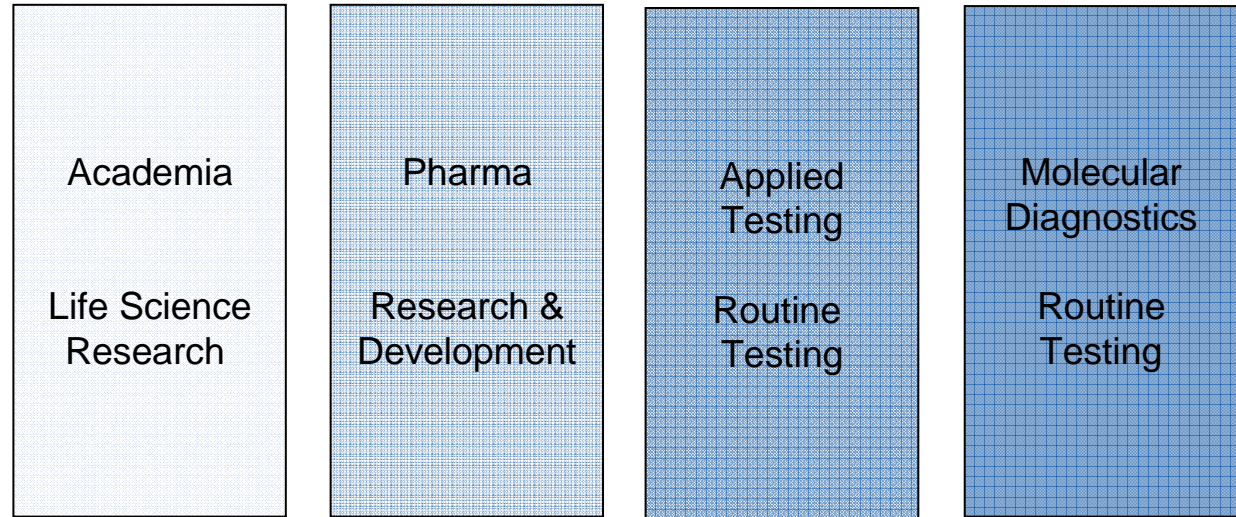 Academia
Life Science
Research
Pharma
Research &
Development
Applied
Testing
Routine
Testing
Molecular
Diagnostics
Routine
Testing